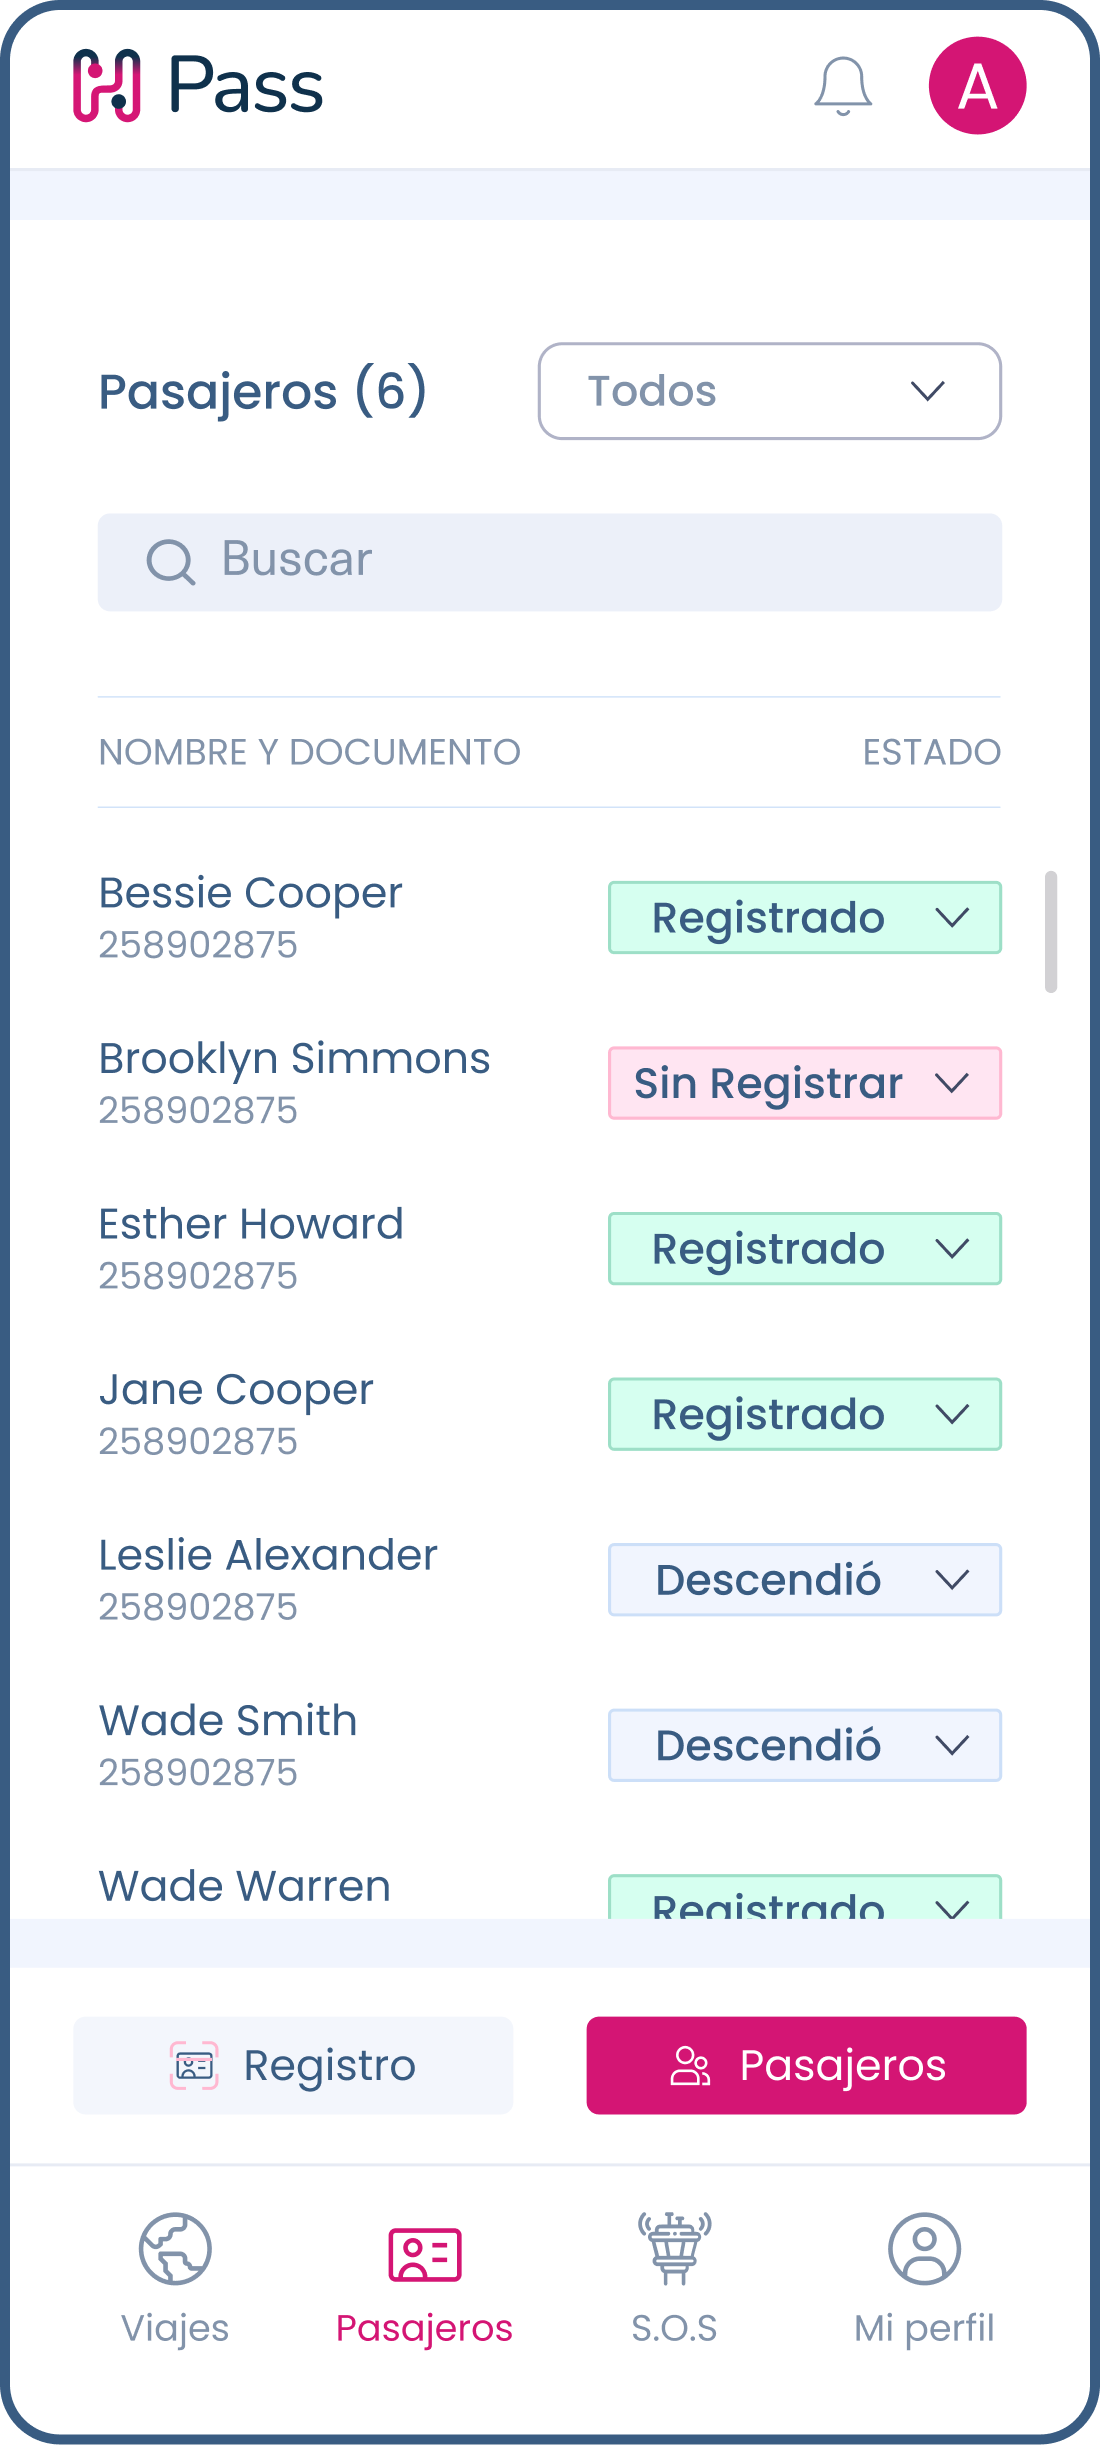 Pass
A
Pasajeros (6)
Todos
Buscar
NOMBRE Y DOCUMENTO ESTADO
Bessie Cooper
258902875
Registrado
Brooklyn Simmons
258902875
Sin Registrar
Esther Howard
258902875
Registrado
Jane Cooper
258902875
Registrado
Leslie Alexander
258902875
Descendió
Wade Smith
258902875
Descendió
Wade Warren
Registrado
Registro
Pasajeros
Viajes
Pasajeros
S.O.S
Mi perfil